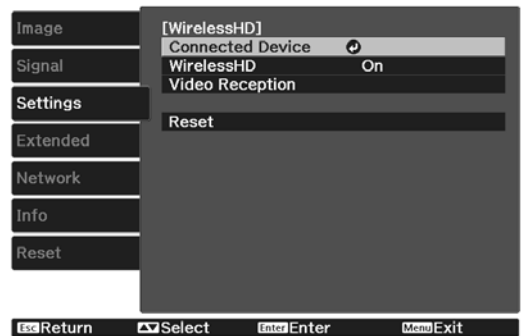 Image
Signal
Settings
Extended
Network
Info
Reset
[WirelessHD]
Connected Device
WirelessHD On
Video Reception
Reset
Esc Return Select Enter Enter Menu Exit